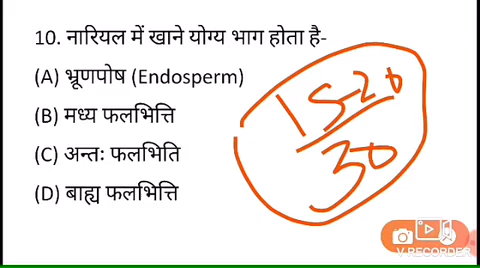 10. नारियल में खाने योग्य भाग होता है-
(A) भ्रूणपोष (Endosperm)
(B) मध्य फलभित्ति
(C) अन्तः फलभिति
(D) बाह्य फलभित्ति
15-20
30
V.RECORDER